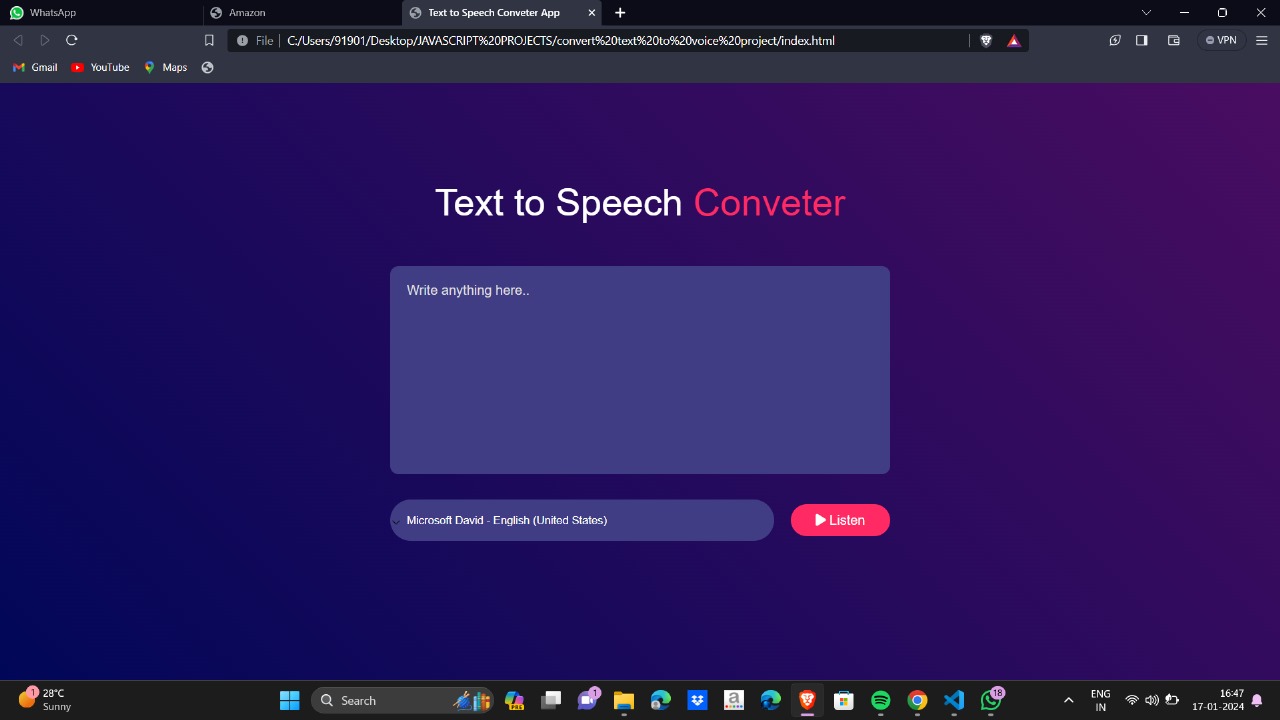 WhatsApp
Amazon
Text to Speech Conveter App
File
C:/Users/91901/Desktop/JAVASCRIPT%20PROJECTS/convert%20text%20to%20voice%20project/index.html
VPN
Gmail
YouTube
Maps
Text to Speech Conveter
Write anything here..
Microsoft David - English (United States)
Listen
1
28°C
Sunny
Search
PRE
1
a
18
ENG
IN
16:47
17-01-2024